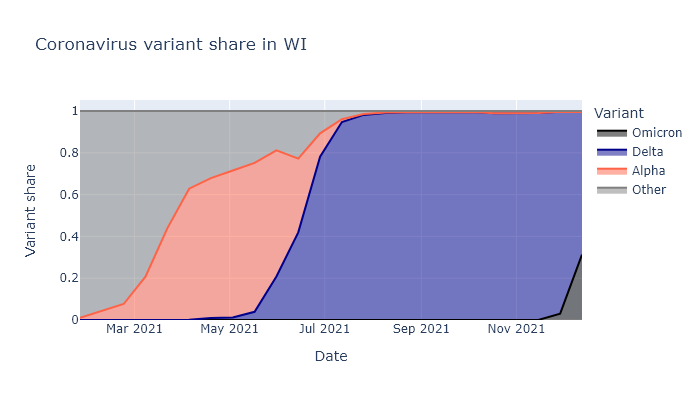 Coronavirus variant share in WI
Variant
Omicron
Delta
Alpha
Other
Variant share
1
0.8
0.6
0.4
0.2
0
Mar 2021
May 2021
Jul 2021
Sep 2021
Nov 2021
Date